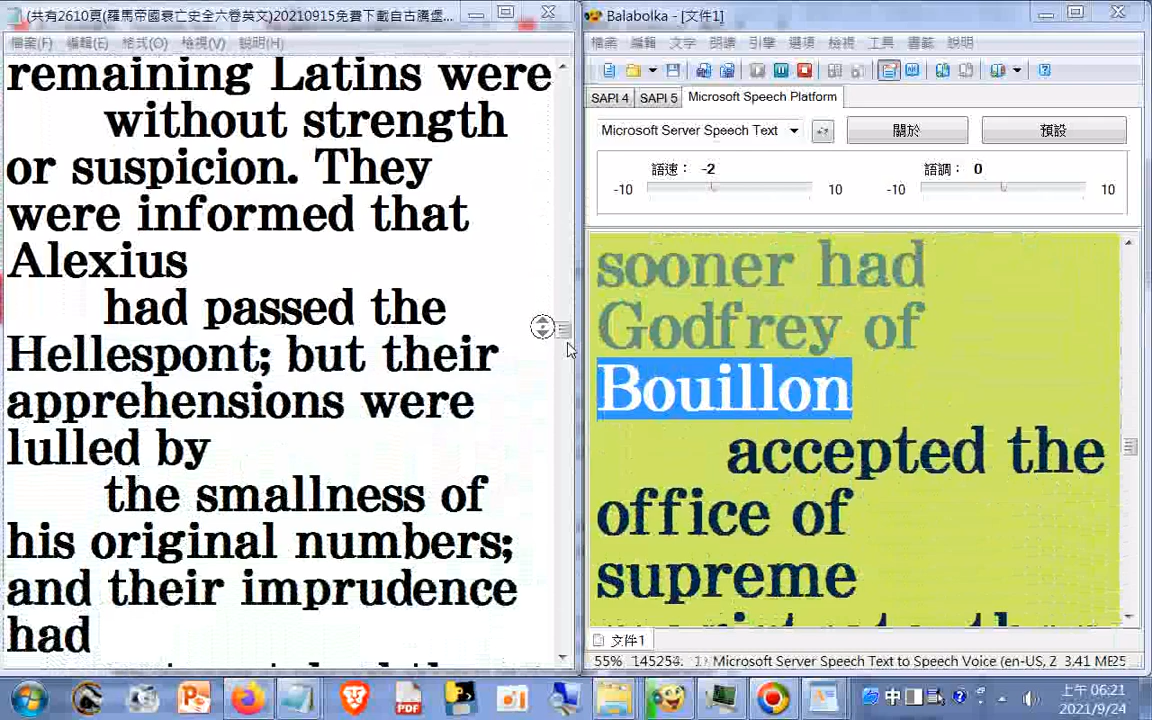 (共有2610頁(羅馬帝國衰亡史全六卷英文)20210915免費下載自古騰堡...
檔案(F) 編輯(E) 格式(O) 檢視(V) 說明(H)
remaining Latins were
without strength
or suspicion. They
were informed that
Alexius
had passed the
Hellespont; but their
apprehensions were
lulled by
the smallness of
his original numbers;
and their imprudence
had
Balabolka - [文件1]
檔案 編輯 文字 朗讀 引擎 選項 檢視 工具 書籤 說明
SAPI 4 SAPI 5 Microsoft Speech Platform
Microsoft Server Speech Text 關於 預設
語速: -2 語調: 0
-10 10 -10 10
sooner had
Godfrey of
Bouillon
accepted the
office of
supreme
文件1
55% 145254. Microsoft Server Speech Text to Speech Voice (en-US, Z 3.41 ME25
中
上午 06:21
2021/9/24